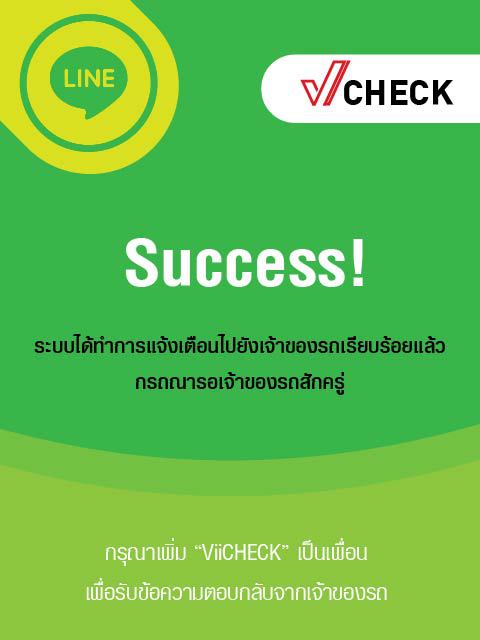 LINE
ViiCHECK
Success!
ระบบได้ทำการแจ้งเตือนไปยังเจ้าของรถเรียบร้อยแล้ว
กรถณารอเจ้าของรถสักครู่
กรุณาเพิ่ม “ViiCHECK” เป็นเพื่อน
เพื่อรับข้อความตอบกลับจากเจ้าของรถ